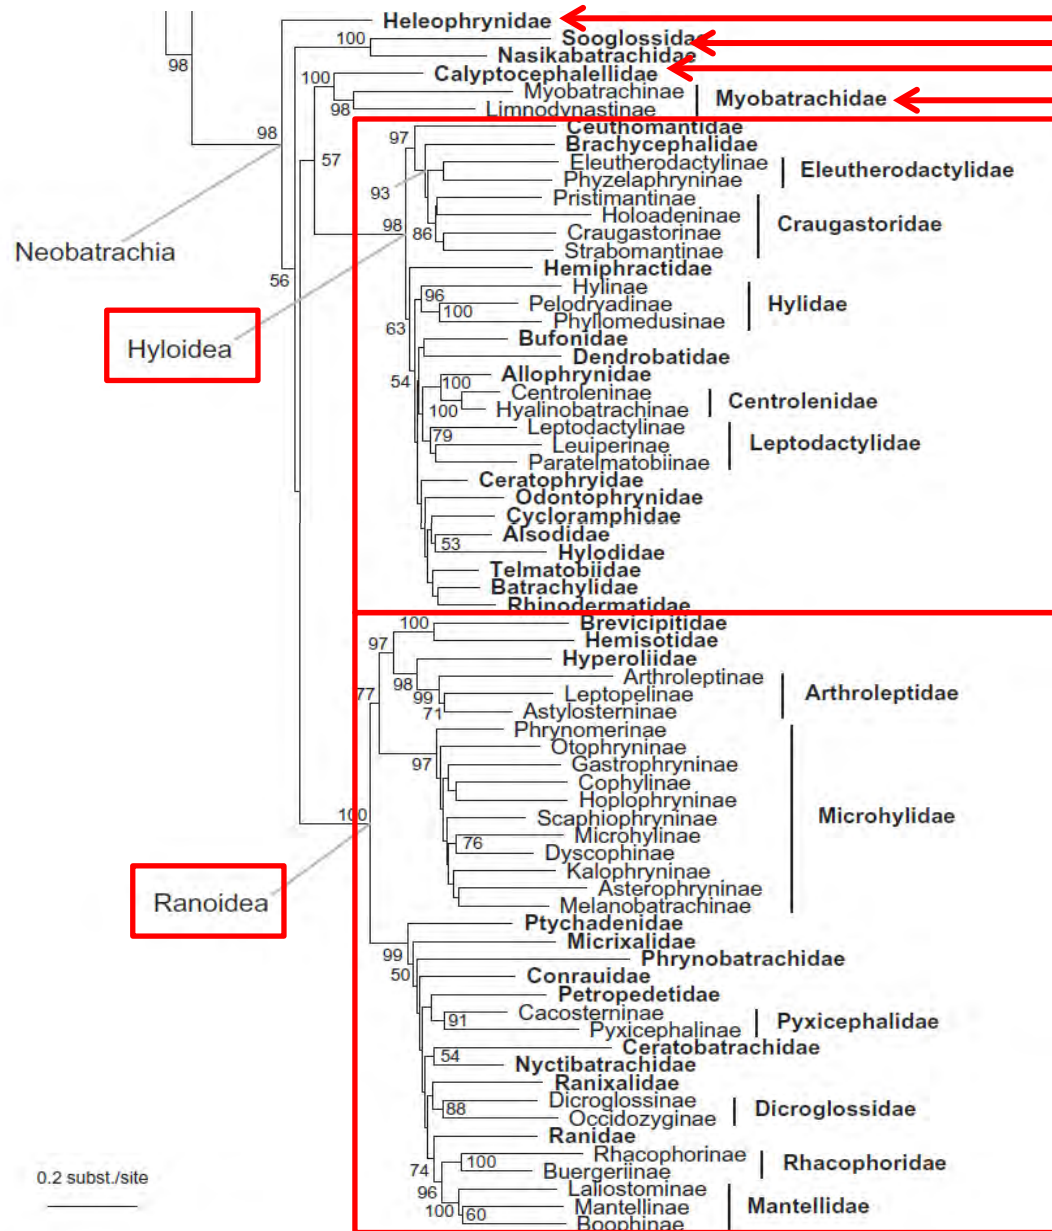 Heleophrynidae
100
Sooglossidae
Nasikabatrachidae
98
100
Calyptocephalellidae
Myobatrachinae
Myobatrachidae
98
Limnodynastinae
98
57
97
Ceuthomantidae
Brachycephalidae
Eleutherodactylinae
Eleutherodactylidae
93
Phyzelaphryninae
Pristimantinae
Holoadeninae
Craugastoridae
98
86
Craugastorinae
Strabomantinae
Neobatrachia
56
Hemiphractidae
Hylinae
96
Pelodryadinae
Hylidae
100
Phyllomedusinae
63
Hyloidea
Bufonidae
Dendrobatidae
54
Allophrynidae
100
Centroleninae
Centrolenidae
100
Hyalinobatrachinae
Leptodactylinae
79
Leuiperinae
Leptodactylidae
Paratelmatobiinae
Ceratophryidae
Odontophrynidae
Cycloramphidae
Alsodidae
53
Hylodidae
Telmatobiidae
Batrachylidae
Rhinodermatidae
100
Brevicipitidae
97
Hemisotidae
Hyperoliidae
98
Arthroleptinae
77
99
Leptopelinae
Arthroleptidae
71
Astylosterninae
Phrynomerinae
97
Otophryninae
Gastrophryninae
Cophylinae
Hoplophryninae
100
Scaphiophryninae
Microhylidae
Microhylinae
76
Dyscophinae
Kalophryninae
Asterophryninae
Ranoidea
Melanobatrachinae
Ptychadenidae
99
Micrixalidae
50
Phrynobatrachidae
Conrauidae
Petropedetidae
Cacosterninae
91
Pyxicephalidae
Pyxicephalinae
Ceratobatrachidae
54
Nyctibatrachidae
Ranixalidae
Dicroglossinae
88
Dicroglossidae
Occidozyginae
Ranidae
Rhacophorinae
100
Rhacophoridae
74
Buergeriinae
0.2 subst./site
96
Laliostominae
100
60
Mantellinae
Mantellidae
Boophinae